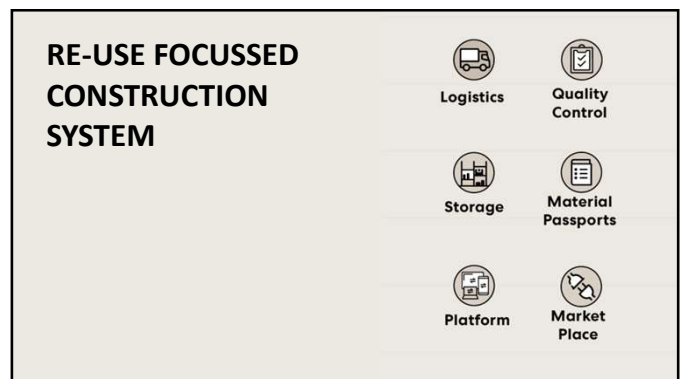 RE-USE FOCUSSED
CONSTRUCTION
SYSTEM
Logistics
Quality
Control
Storage
Material
Passports
Platform
Market
Place